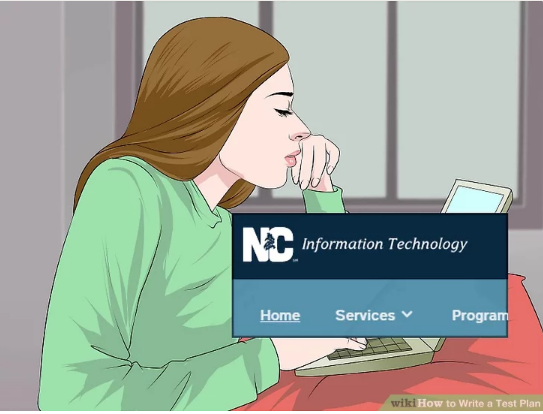 NC Information Technology
Home Services Program
wikiHow to Write a Test Plan